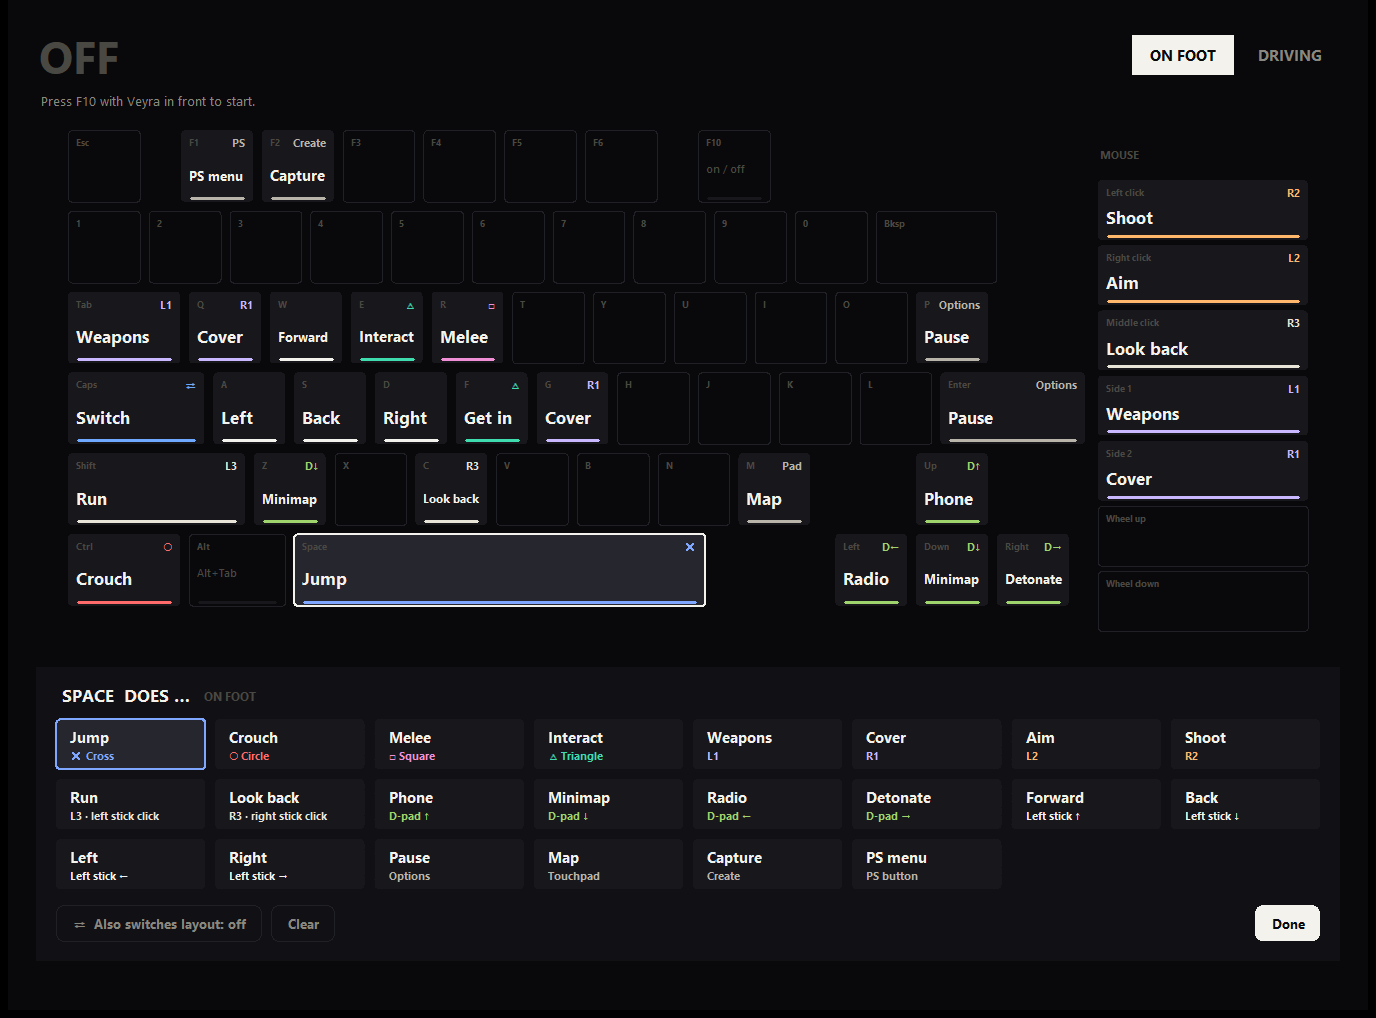 OFF
ON FOOT DRIVING
Press F10 with Veyra in front to start.
Esc F1 PS F2 Create F3 F4 F5 F6 F10
PS menu Capture on / off
MOUSE
Left click R2
Shoot
Right click L2
Aim
Middle click R3
Look back
Side 1 L1
Weapons
Side 2 R1
Cover
Wheel up
Wheel down
1 2 3 4 5 6 7 8 9 0 Bksp
Tab L1 Q R1 W E △ R □ T Y U I O P Options
Weapons Cover Forward Interact Melee Pause
Caps ⇄ A S D F △ G R1 H J K L Enter Options
Switch Left Back Right Get in Cover Pause
Shift L3 Z D↓ X C R3 V B N M Pad Up D↑
Run Minimap Look back Map Phone
Ctrl ○ Alt Space ✕ Left D← Down D↓ Right D→
Crouch Alt+Tab Jump Radio Minimap Detonate
SPACE DOES ... ON FOOT
Jump Crouch Melee Interact Weapons Cover Aim Shoot
✕ Cross ○ Circle □ Square △ Triangle L1 R1 L2 R2
Run Look back Phone Minimap Radio Detonate Forward Back
L3 · left stick click R3 · right stick click D-pad ↑ D-pad ↓ D-pad ← D-pad → Left stick ↑ Left stick ↓
Left Right Pause Map Capture PS menu
Left stick ← Left stick → Options Touchpad Create PS button
⇄ Also switches layout: off Clear Done